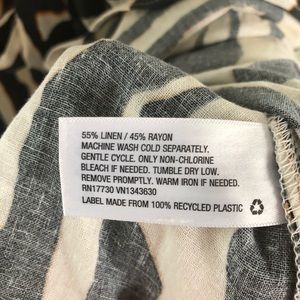 55% LINEN / 45% RAYON
MACHINE WASH COLD SEPARATELY.
GENTLE CYCLE. ONLY NON-CHLORINE
BLEACH IF NEEDED. TUMBLE DRY LOW.
REMOVE PROMPTLY. WARM IRON IF NEEDED.
RN17730 VN1343630
LABEL MADE FROM 100% RECYCLED PLASTIC